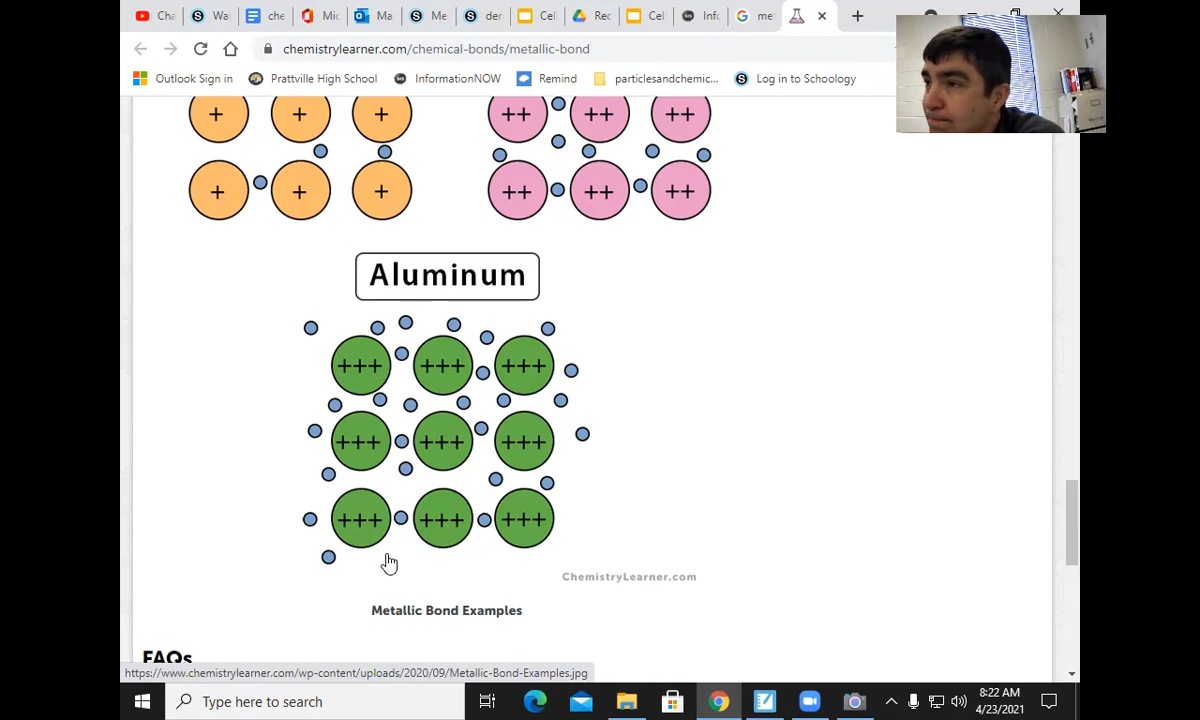 Cha
Wa
che
Mic
Ma
Me
der
Cel
Rec
Cel
Info
me
chemistrylearner.com/chemical-bonds/metallic-bond
Outlook Sign in
Prattville High School
InformationNOW
Remind
particlesandchemic...
Log in to Schoology
+ + + ++ ++ ++
+ + + ++ ++ ++
Aluminum
+++ +++ +++
+++ +++ +++
+++ +++ +++
ChemistryLearner.com
Metallic Bond Examples
FAQs
https://www.chemistrylearner.com/wp-content/uploads/2020/09/Metallic-Bond-Examples.jpg
Type here to search
8:22 AM
4/23/2021